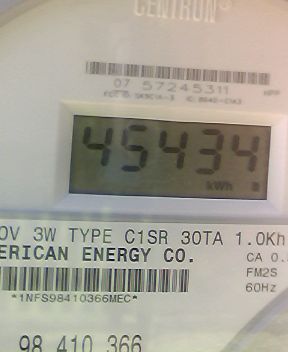 CENTRON®
07 57245311
45434
kWh
0V 3W TYPE C1SR 30TA 1.0Kh
ERICAN ENERGY CO.
CA 0.
FM2S
60Hz
*1NFS98410366MEC*
98 410 366